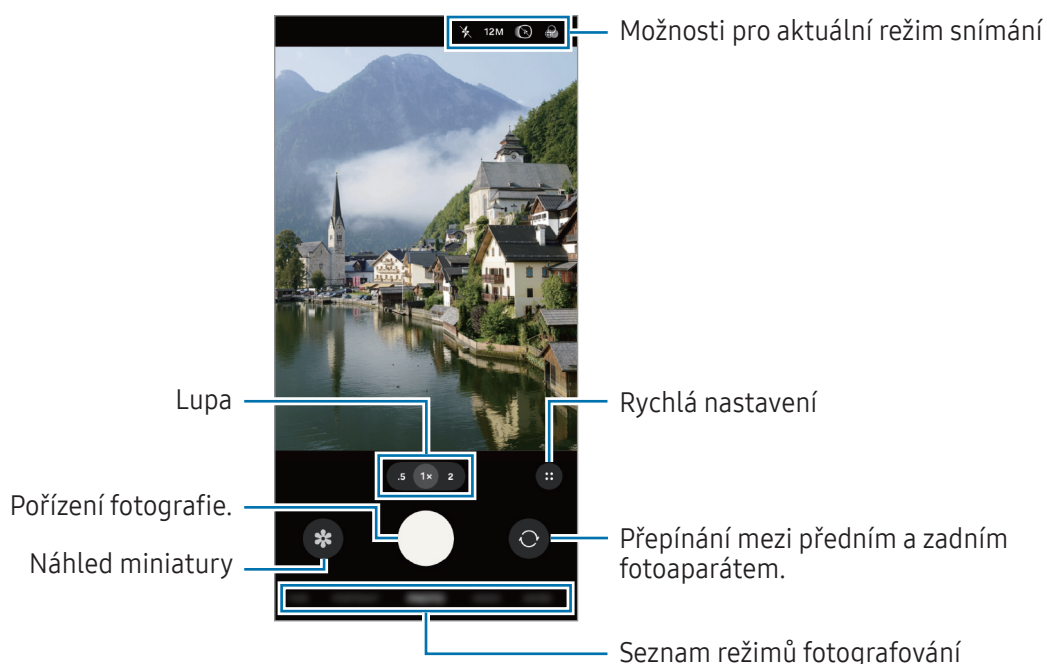 12M
Možnosti pro aktuální režim snímání
Lupa
Rychlá nastavení
.5 1× 2
Pořízení fotografie.
Přepínání mezi předním a zadním
fotoaparátem.
Náhled miniatury
Seznam režimů fotografování